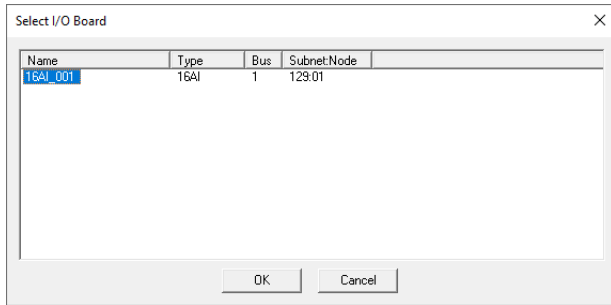 Select I/O Board
Name Type Bus Subnet:Node
16AI_001 16AI 1 129:01
OK Cancel